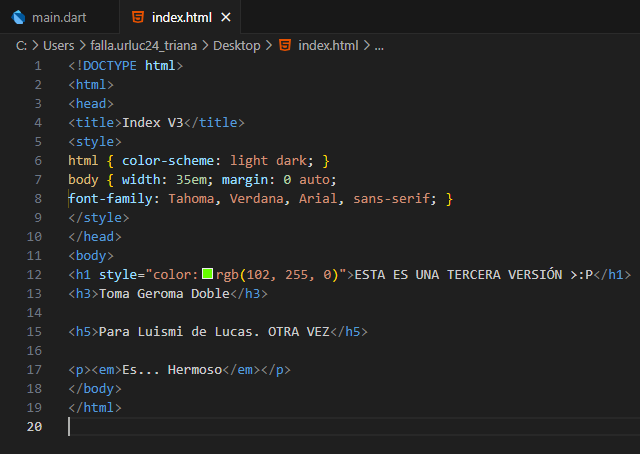 main.dart index.html
C: > Users > falla.urluc24_triana > Desktop > index.html > ...
1 <!DOCTYPE html>
2 <html>
3 <head>
4 <title>Index V3</title>
5 <style>
6 html { color-scheme: light dark; }
7 body { width: 35em; margin: 0 auto;
8 font-family: Tahoma, Verdana, Arial, sans-serif; }
9 </style>
10 </head>
11 <body>
12 <h1 style="color: rgb(102, 255, 0)">ESTA ES UNA TERCERA VERSIÓN >:P</h1>
13 <h3>Toma Geroma Doble</h3>
14
15 <h5>Para Luismi de Lucas. OTRA VEZ</h5>
16
17 <p><em>Es... Hermoso</em></p>
18 </body>
19 </html>
20